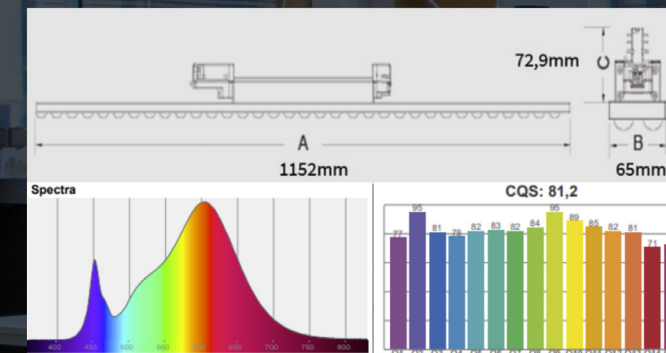 72,9mm
C
A
B
1152mm
65mm
Spectra
CQS: 81,2
77 95 81 78 82 83 82 84 95 89 85 82 81 71
400 450 500 550 600 650 700 750 800